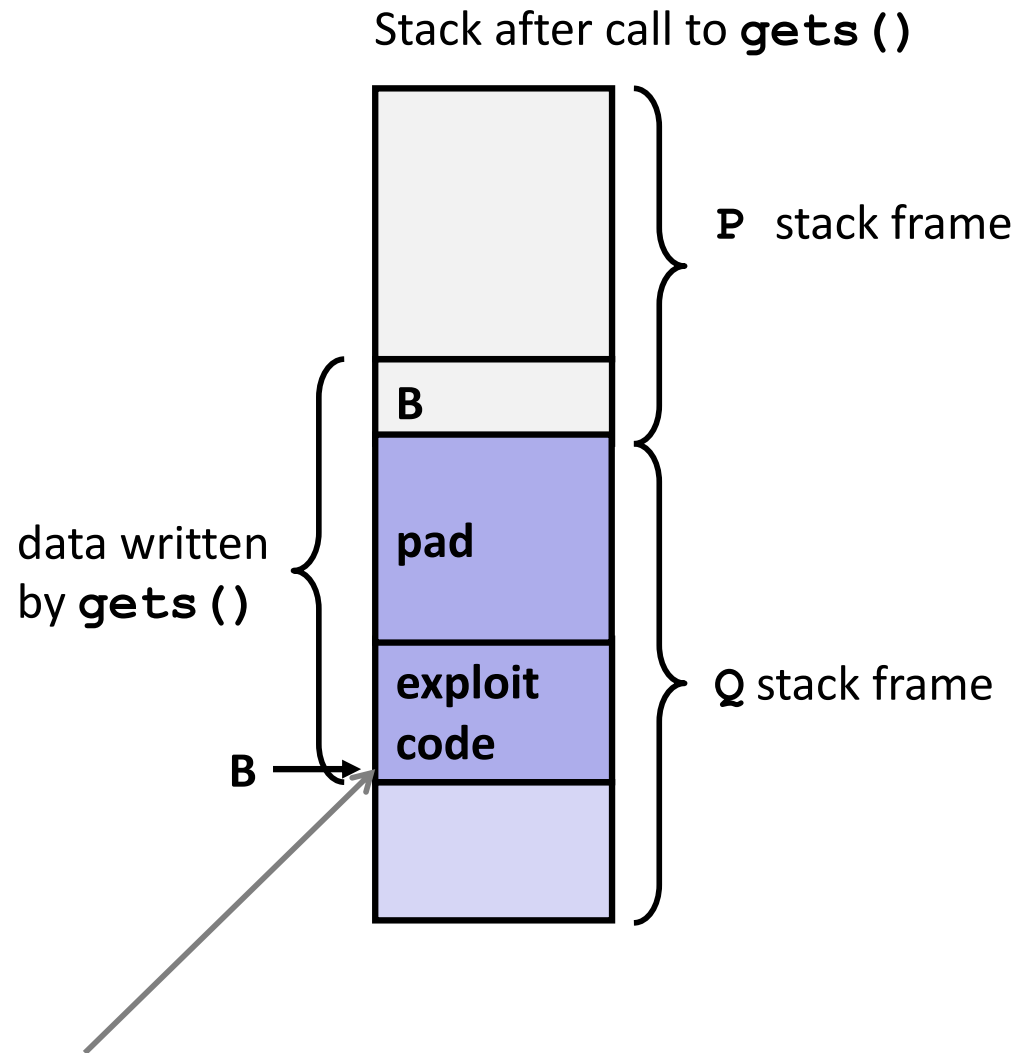 Stack after call to gets()
P stack frame
B
pad
data written
by gets()
exploit
code
Q stack frame
B